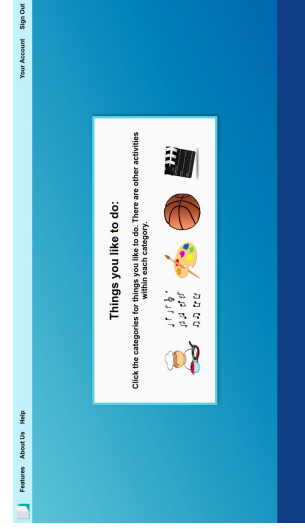 Features About Us Help Your Account Sign Out
Things you like to do:
Click the categories for things you like to do. There are other activities
within each category.